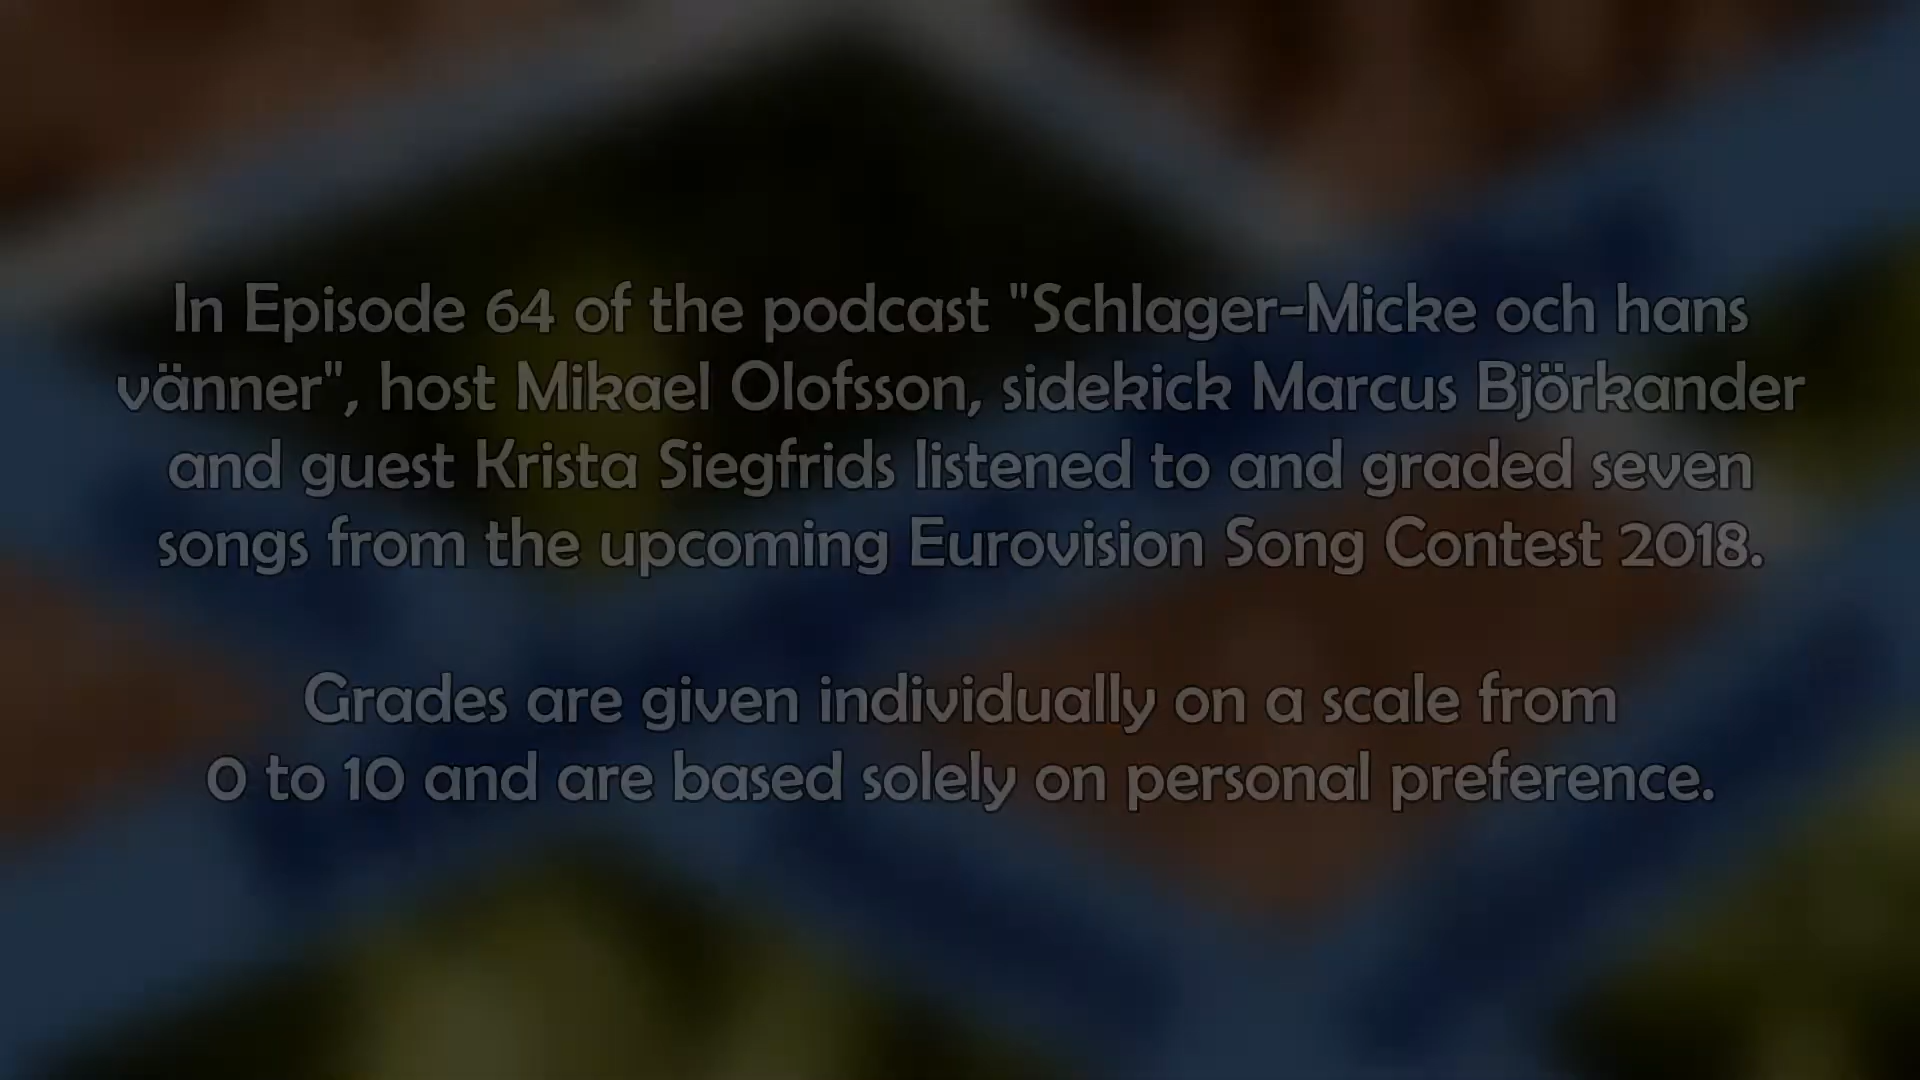 In Episode 64 of the podcast "Schlager-Micke och hans
vänner", host Mikael Olofsson, sidekick Marcus Björkander
and guest Krista Siegfrids listened to and graded seven
songs from the upcoming Eurovision Song Contest 2018.
Grades are given individually on a scale from
0 to 10 and are based solely on personal preference.